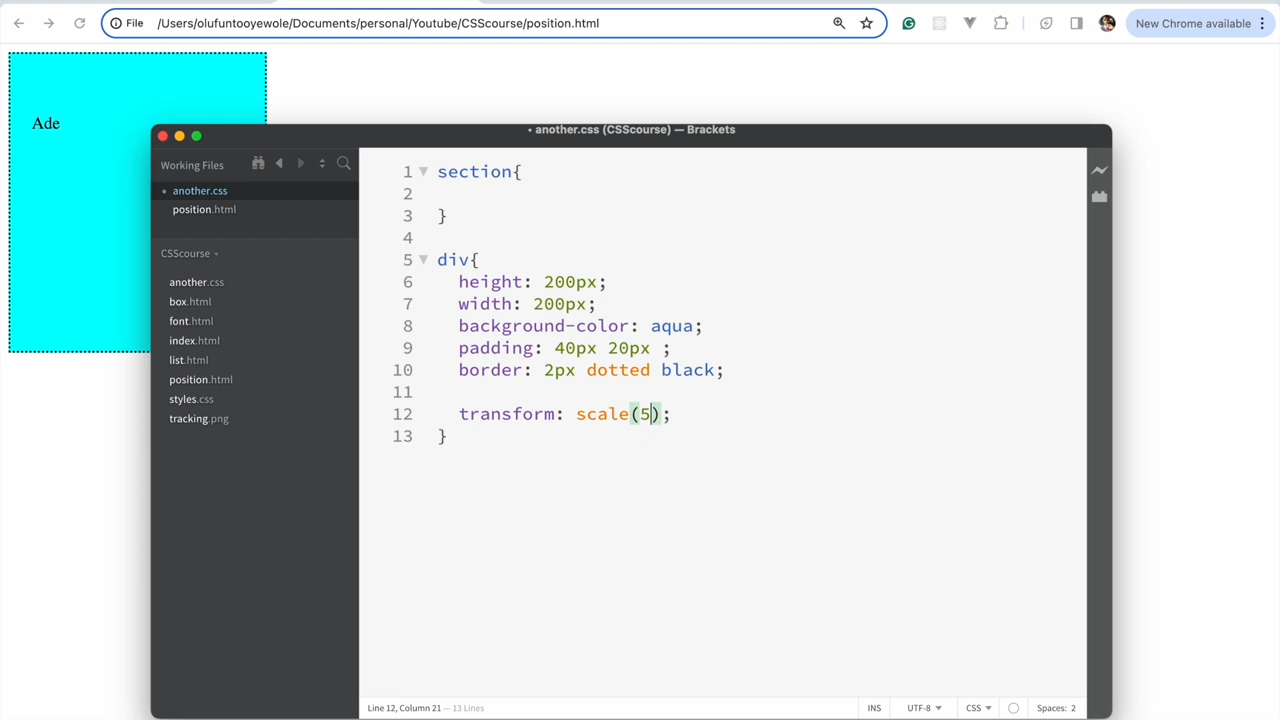 File /Users/olufuntooyewole/Documents/personal/Youtube/CSScourse/position.html New Chrome available
Ade
• another.css (CSScourse) — Brackets
Working Files
another.css
position.html
CSScourse
another.css
box.html
font.html
index.html
list.html
position.html
styles.css
tracking.png
1 section{
2
3 }
4
5 div{
6 height: 200px;
7 width: 200px;
8 background-color: aqua;
9 padding: 40px 20px ;
10 border: 2px dotted black;
11
12 transform: scale(5);
13 }
Line 12, Column 21 — 13 Lines INS UTF-8 CSS Spaces: 2